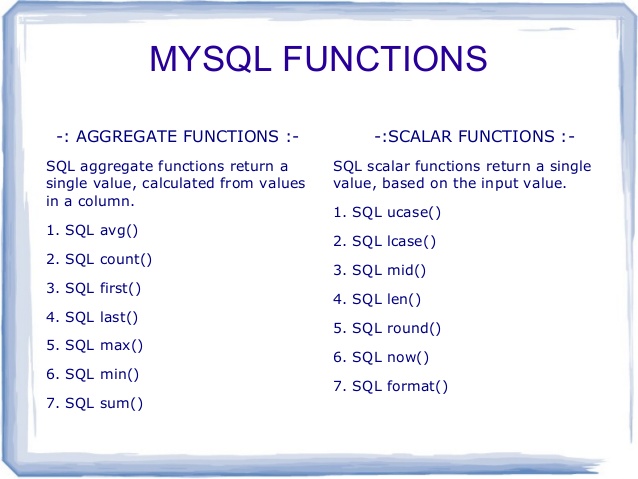 MYSQL FUNCTIONS
-: AGGREGATE FUNCTIONS :-
SQL aggregate functions return a
single value, calculated from values
in a column.
1. SQL avg()
2. SQL count()
3. SQL first()
4. SQL last()
5. SQL max()
6. SQL min()
7. SQL sum()
-:SCALAR FUNCTIONS :-
SQL scalar functions return a single
value, based on the input value.
1. SQL ucase()
2. SQL lcase()
3. SQL mid()
4. SQL len()
5. SQL round()
6. SQL now()
7. SQL format()